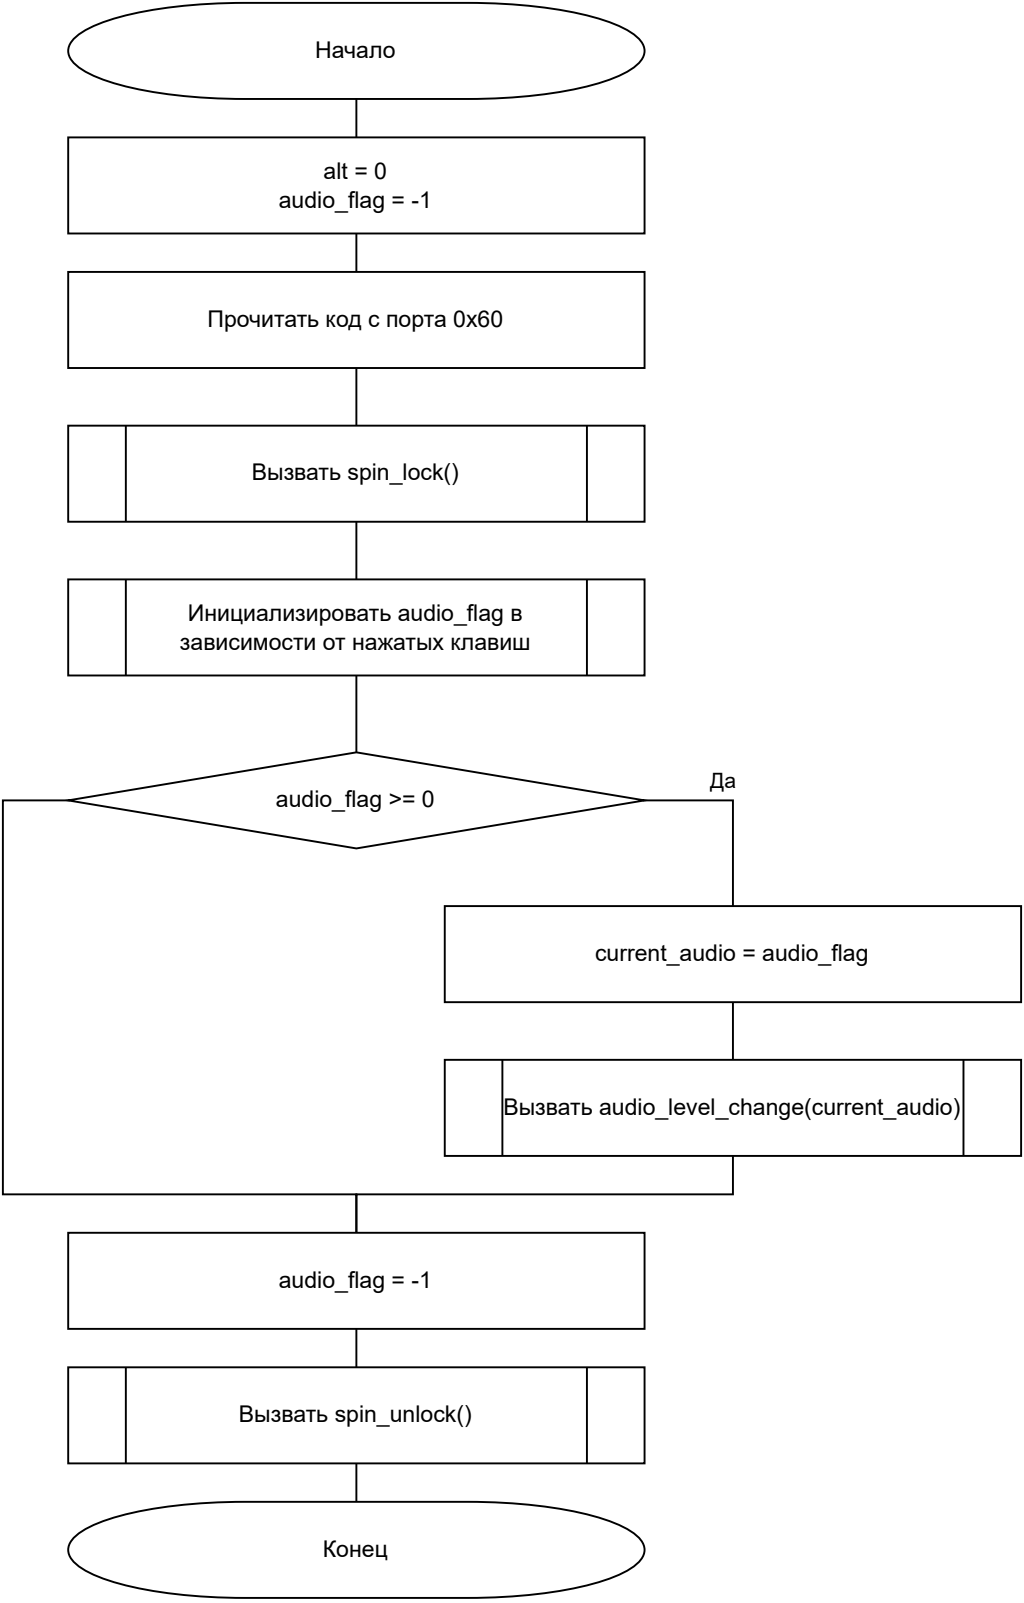 Начало
alt = 0
audio_flag = -1
Прочитать код с порта 0x60
Вызвать spin_lock()
Инициализировать audio_flag в
зависимости от нажатых клавиш
Да
audio_flag >= 0
current_audio = audio_flag
Вызвать audio_level_change(current_audio)
audio_flag = -1
Вызвать spin_unlock()
Конец